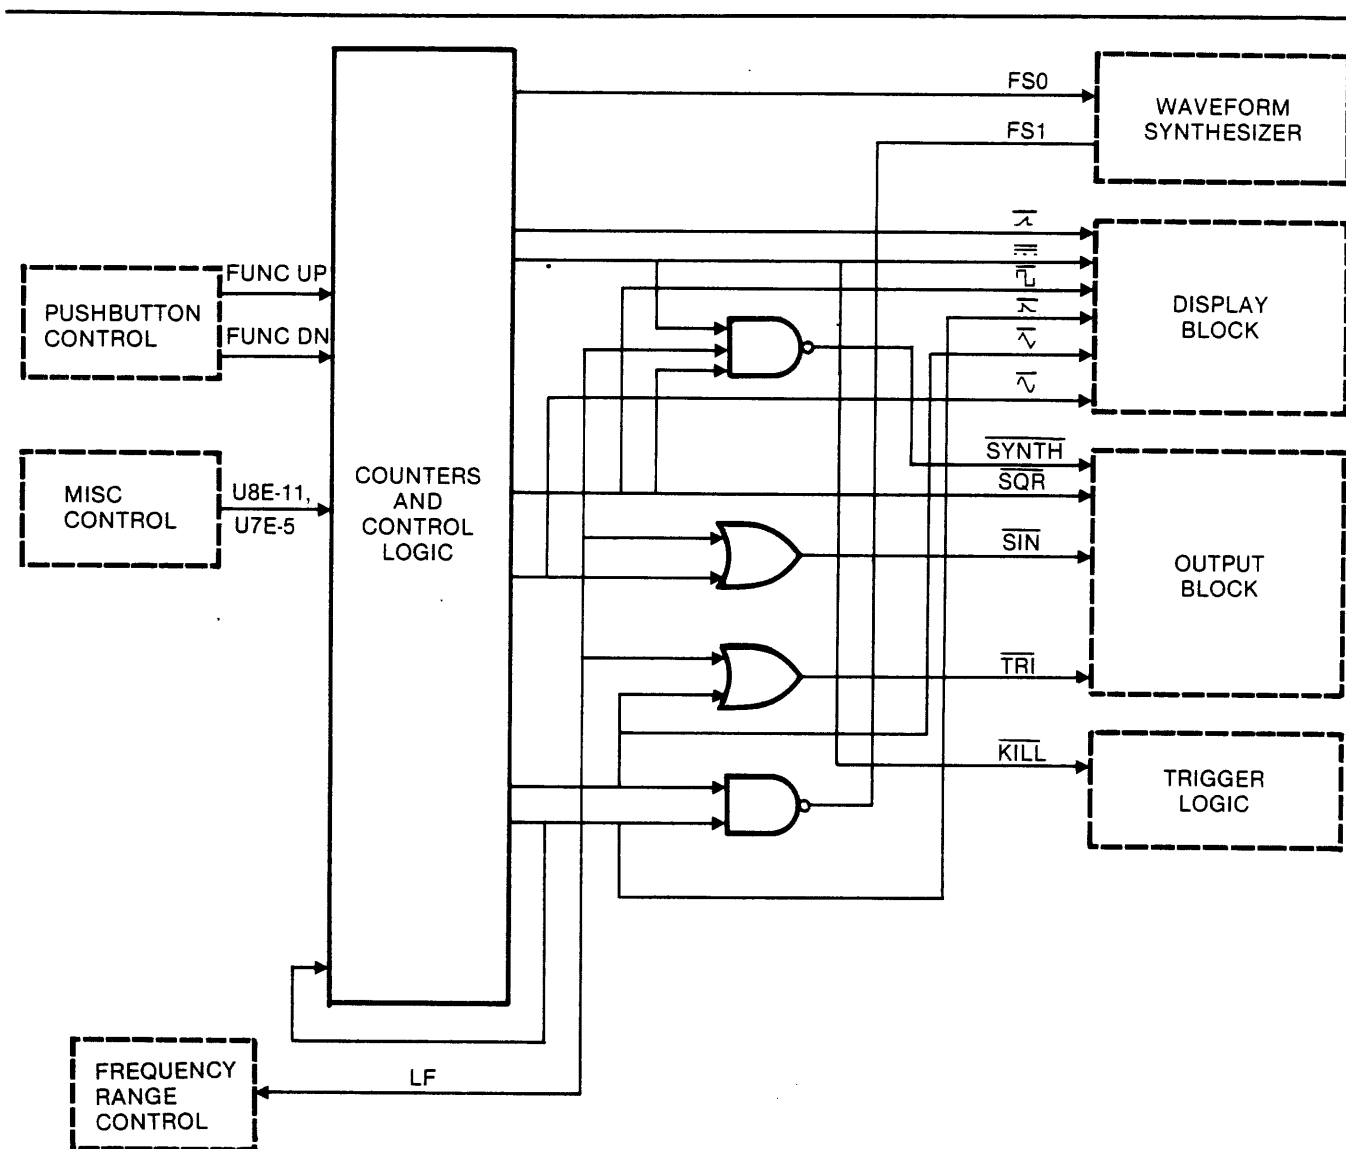 FS0
WAVEFORM
SYNTHESIZER
FS1
FUNC UP
PUSHBUTTON
CONTROL
FUNC DN
DISPLAY
BLOCK
MISC
CONTROL
U8E-11,
U7E-5
COUNTERS
AND
CONTROL
LOGIC
SYNTH
SQR
SIN
OUTPUT
BLOCK
TRI
KILL
TRIGGER
LOGIC
FREQUENCY
RANGE
CONTROL
LF